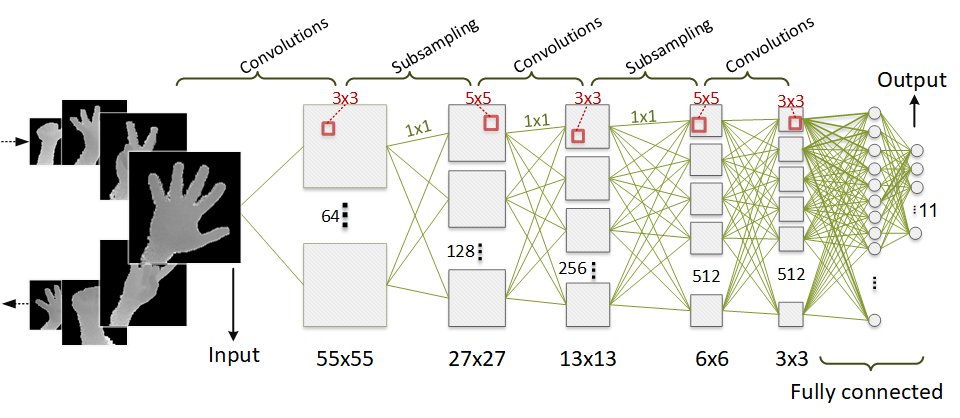 Convolutions
Subsampling
Convolutions
Subsampling
Convolutions
Output
3x3
5x5
3x3
5x5
3x3
1x1
1x1
1x1
64
128
256
512
512
11
Input
55x55
27x27
13x13
6x6
3x3
Fully connected